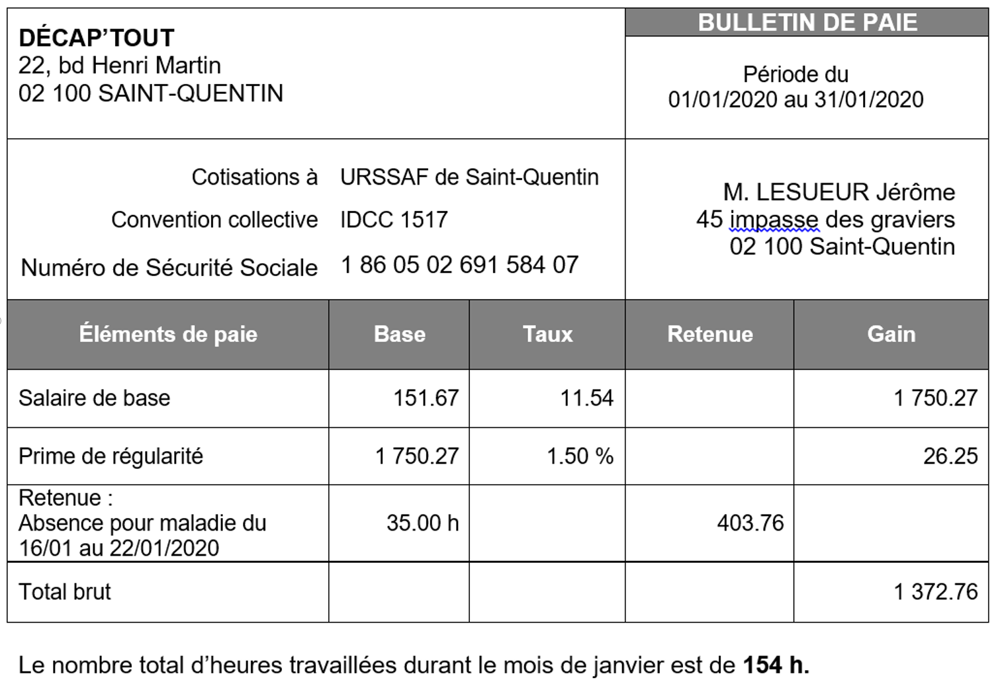 DÉCAP’TOUT
22, bd Henri Martin
02 100 SAINT-QUENTIN
BULLETIN DE PAIE
Période du
01/01/2020 au 31/01/2020
Cotisations à URSSAF de Saint-Quentin
Convention collective IDCC 1517
Numéro de Sécurité Sociale 1 86 05 02 691 584 07
M. LESUEUR Jérôme
45 impasse des graviers
02 100 Saint-Quentin
Éléments de paie Base Taux Retenue Gain
Salaire de base 151.67 11.54 1 750.27
Prime de régularité 1 750.27 1.50 % 26.25
Retenue :
Absence pour maladie du 35.00 h 403.76
16/01 au 22/01/2020
Total brut 1 372.76
Le nombre total d’heures travaillées durant le mois de janvier est de 154 h.